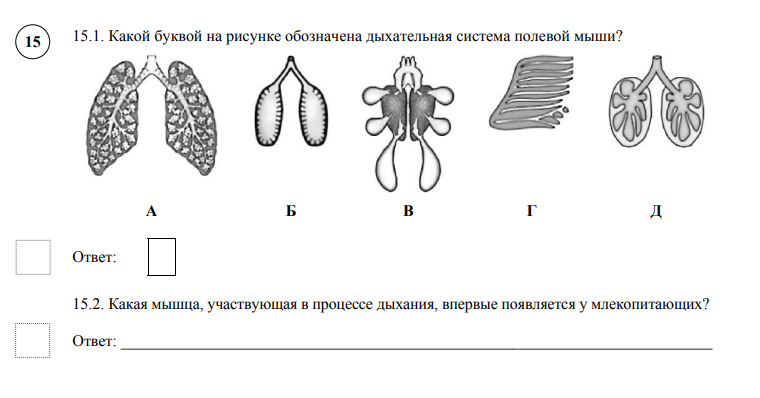 15
15.1. Какой буквой на рисунке обозначена дыхательная система полевой мыши?
А Б В Г Д
Ответ:
15.2. Какая мышца, участвующая в процессе дыхания, впервые появляется у млекопитающих?
Ответ: